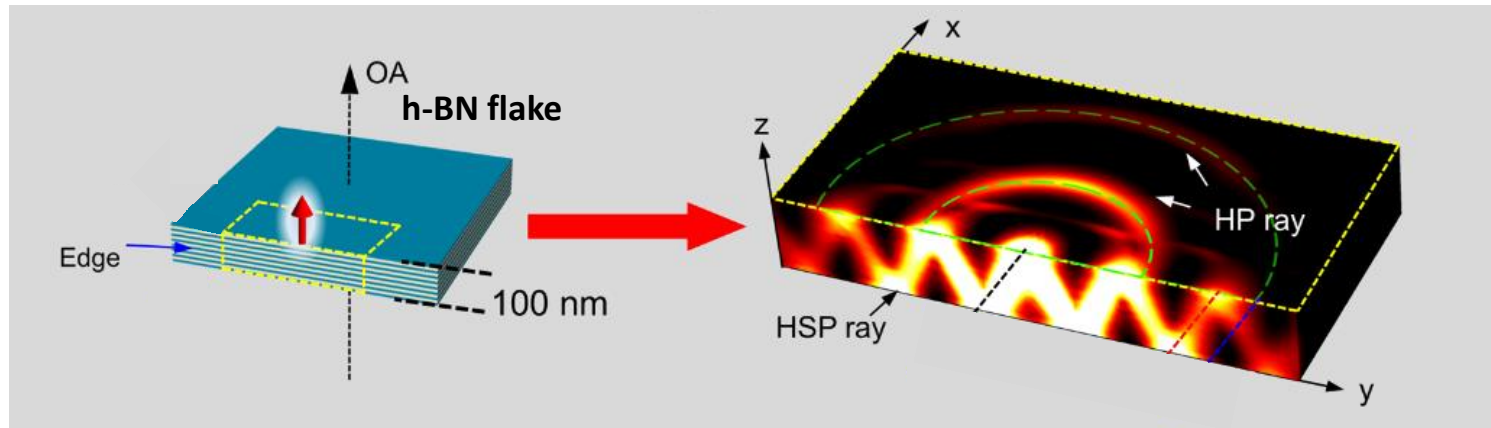 OA
h-BN flake
Edge
100 nm
x
z
HP ray
HSP ray
y